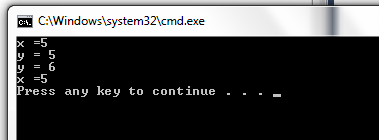 C:\Windows\system32\cmd.exe
x =5
y = 5
y = 6
x =5
Press any key to continue . . . _